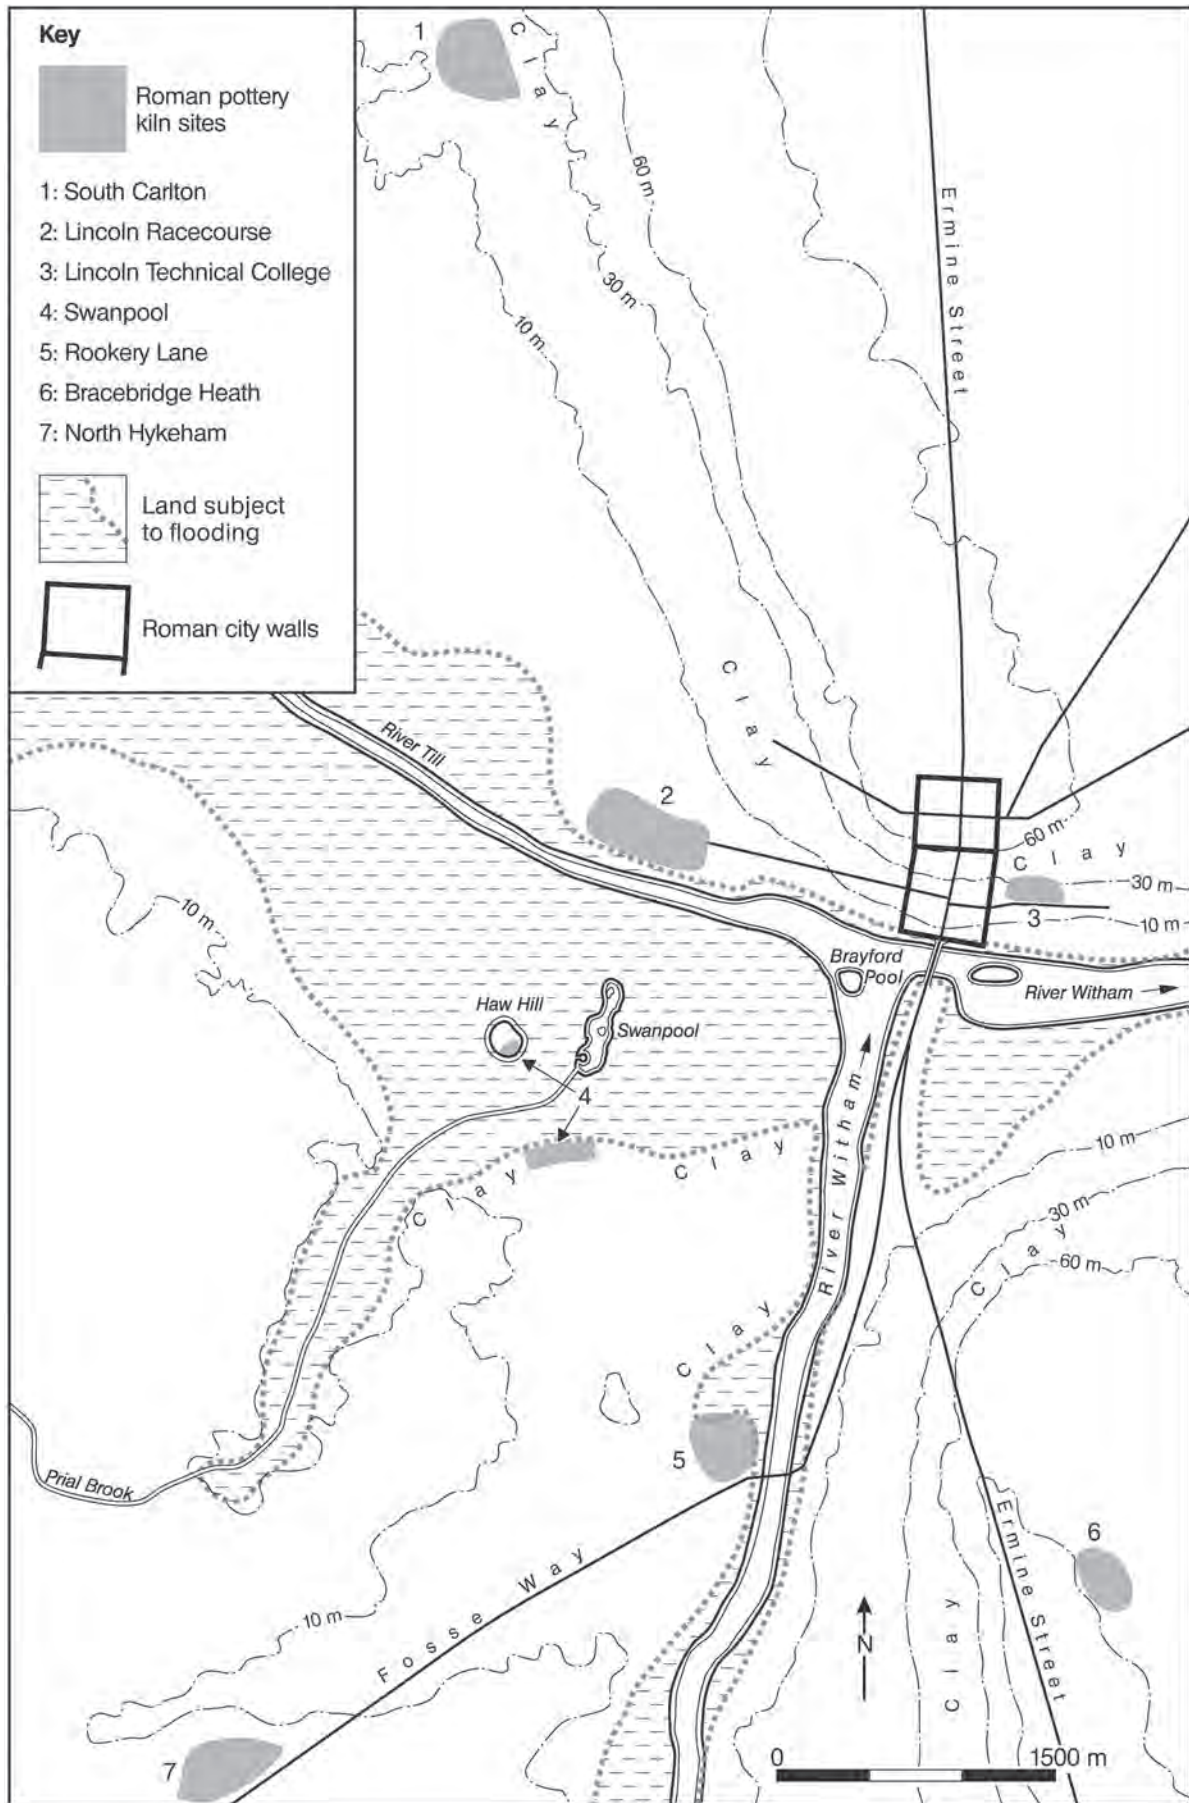 Key
Roman pottery
kiln sites
1: South Carlton
2: Lincoln Racecourse
3: Lincoln Technical College
4: Swanpool
5: Rookery Lane
6: Bracebridge Heath
7: North Hykeham
Land subject
to flooding
Roman city walls
1
Clay
60 m
30 m
10 m
Ermine Street
Clay
River Till
2
60 m
Clay
30 m
3
10 m
10 m
Brayford
Pool
River Witham
Haw Hill
Swanpool
4
River Witham
Clay
Clay
10 m
30 m
Clay
60 m
Clay
5
Prial Brook
Fosse Way
10 m
Ermine Street
6
Clay
N
7
0
1500 m